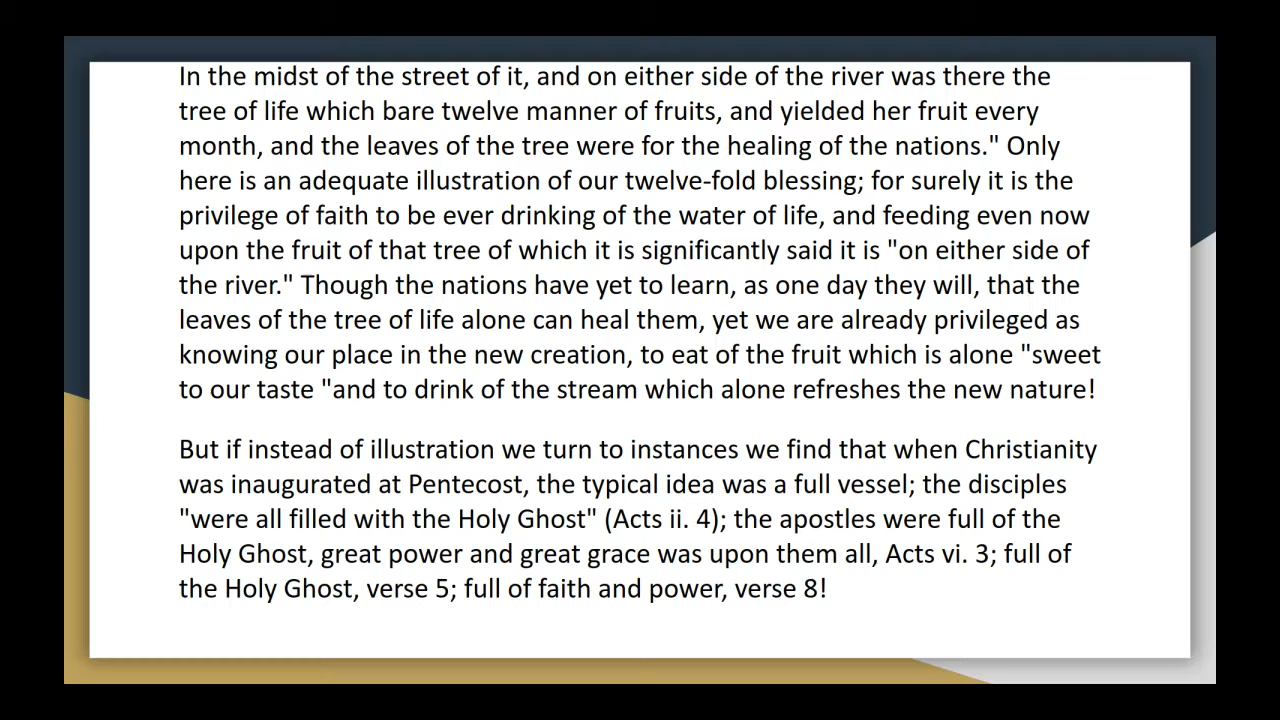 In the midst of the street of it, and on either side of the river was there the
tree of life which bare twelve manner of fruits, and yielded her fruit every
month, and the leaves of the tree were for the healing of the nations." Only
here is an adequate illustration of our twelve-fold blessing; for surely it is the
privilege of faith to be ever drinking of the water of life, and feeding even now
upon the fruit of that tree of which it is significantly said it is "on either side of
the river." Though the nations have yet to learn, as one day they will, that the
leaves of the tree of life alone can heal them, yet we are already privileged as
knowing our place in the new creation, to eat of the fruit which is alone "sweet
to our taste "and to drink of the stream which alone refreshes the new nature!
But if instead of illustration we turn to instances we find that when Christianity
was inaugurated at Pentecost, the typical idea was a full vessel; the disciples
"were all filled with the Holy Ghost" (Acts ii. 4); the apostles were full of the
Holy Ghost, great power and great grace was upon them all, Acts vi. 3; full of
the Holy Ghost, verse 5; full of faith and power, verse 8!